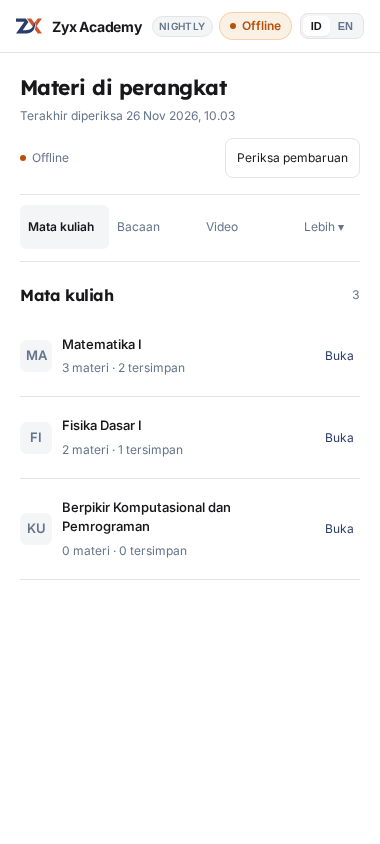 ZX Zyx Academy NIGHTLY Offline ID EN
Materi di perangkat
Terakhir diperiksa 26 Nov 2026, 10.03
Offline Periksa pembaruan
Mata kuliah Bacaan Video Lebih ▾
Mata kuliah 3
MA Matematika I Buka
3 materi · 2 tersimpan
FI Fisika Dasar I Buka
2 materi · 1 tersimpan
KU Berpikir Komputasional dan
Pemrograman Buka
0 materi · 0 tersimpan